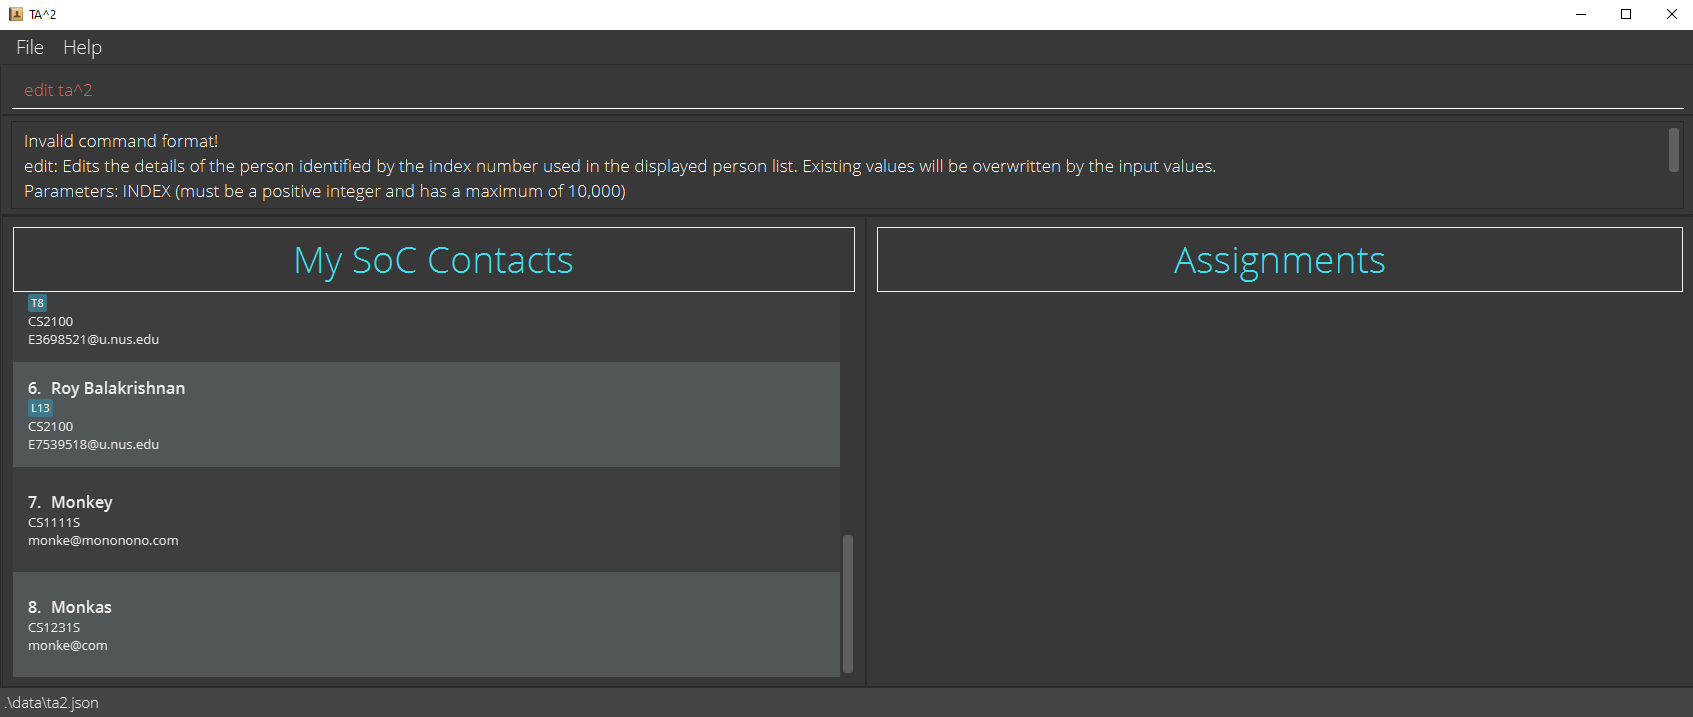 TA^2
File Help
edit ta^2
Invalid command format!
edit: Edits the details of the person identified by the index number used in the displayed person list. Existing values will be overwritten by the input values.
Parameters: INDEX (must be a positive integer and has a maximum of 10,000)
My SoC Contacts
T8
CS2100
E3698521@u.nus.edu
6. Roy Balakrishnan
L13
CS2100
E7539518@u.nus.edu
7. Monkey
CS1111S
monke@mononono.com
8. Monkas
CS1231S
monke@com
Assignments
.\data\ta2.json